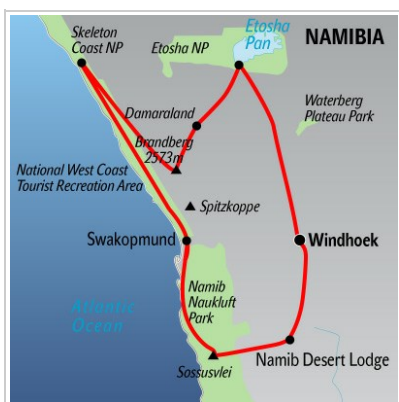 Skeleton
Coast NP
Etosha NP
Etosha
Pan
NAMIBIA
Damaraland
Waterberg
Plateau Park
Brandberg
2573m
National West Coast
Tourist Recreation Area
Spitzkoppe
Swakopmund
Windhoek
Namib
Naukluft
Park
Atlantic
Ocean
Namib Desert Lodge
Sossusvlei